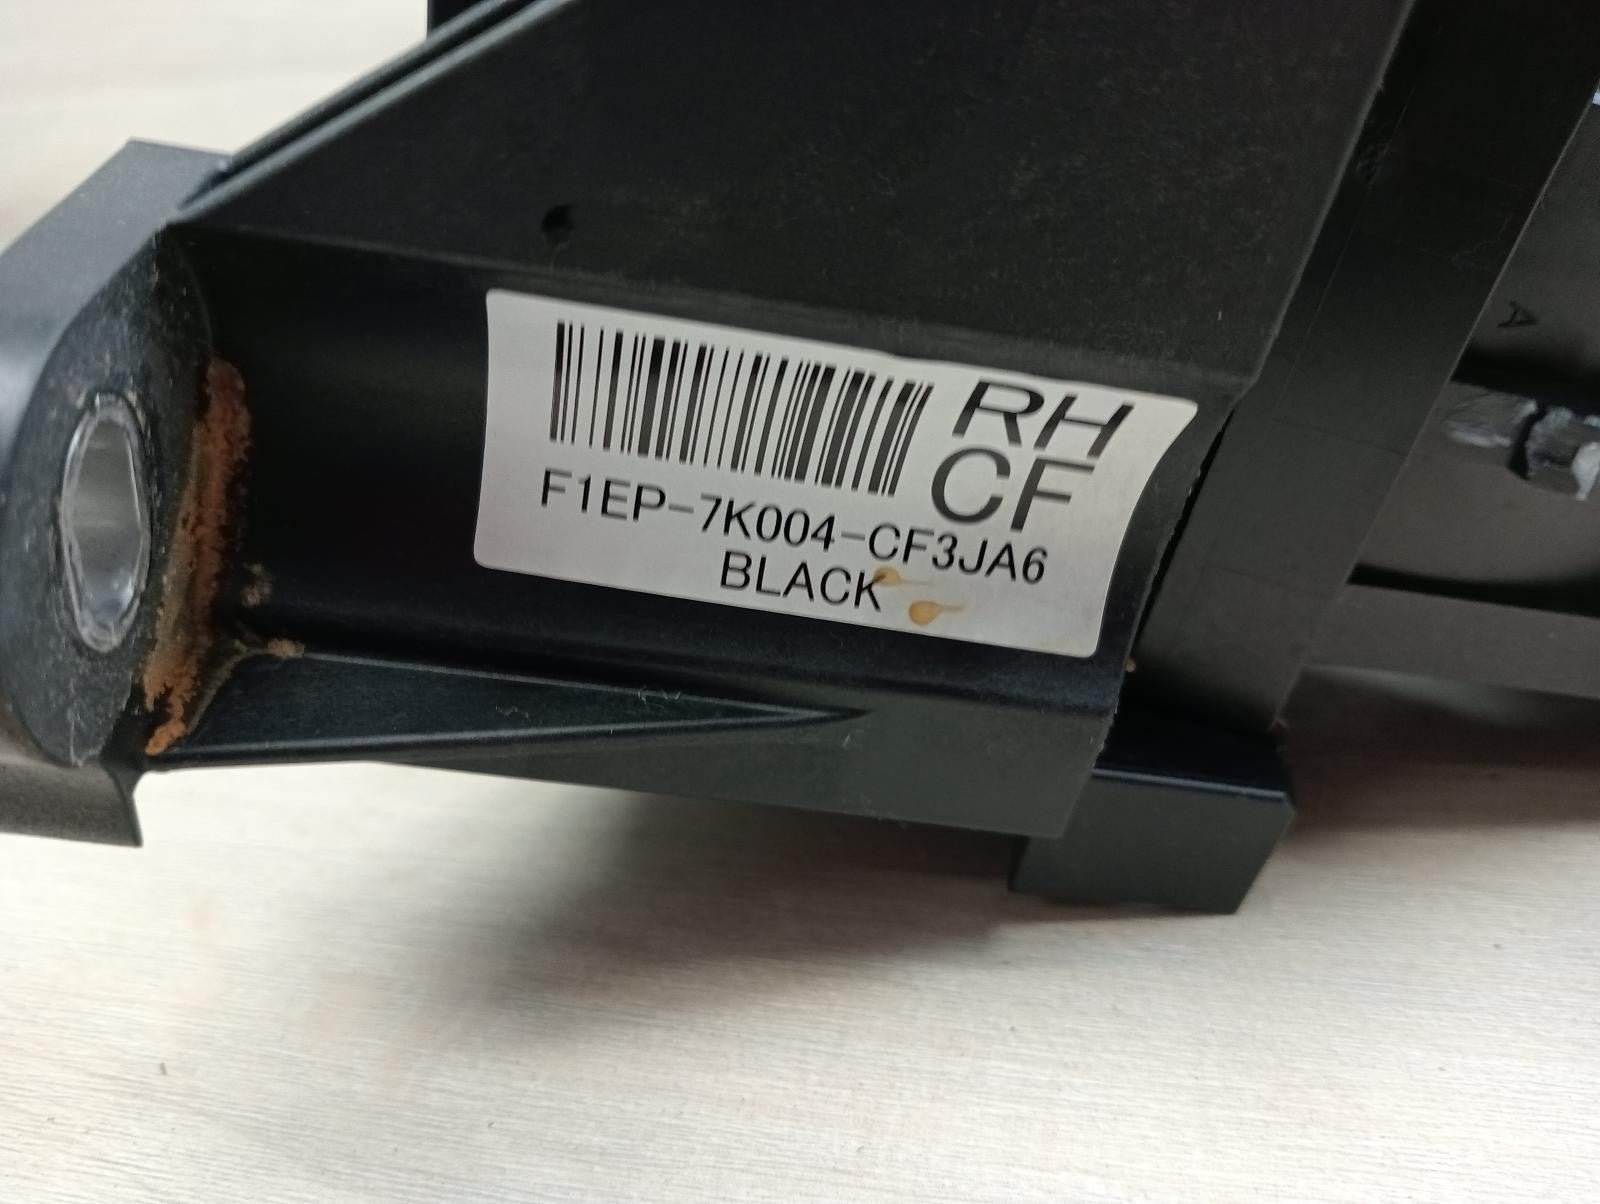 RH
CF
F1EP-7K004-CF3JA6
BLACK
A